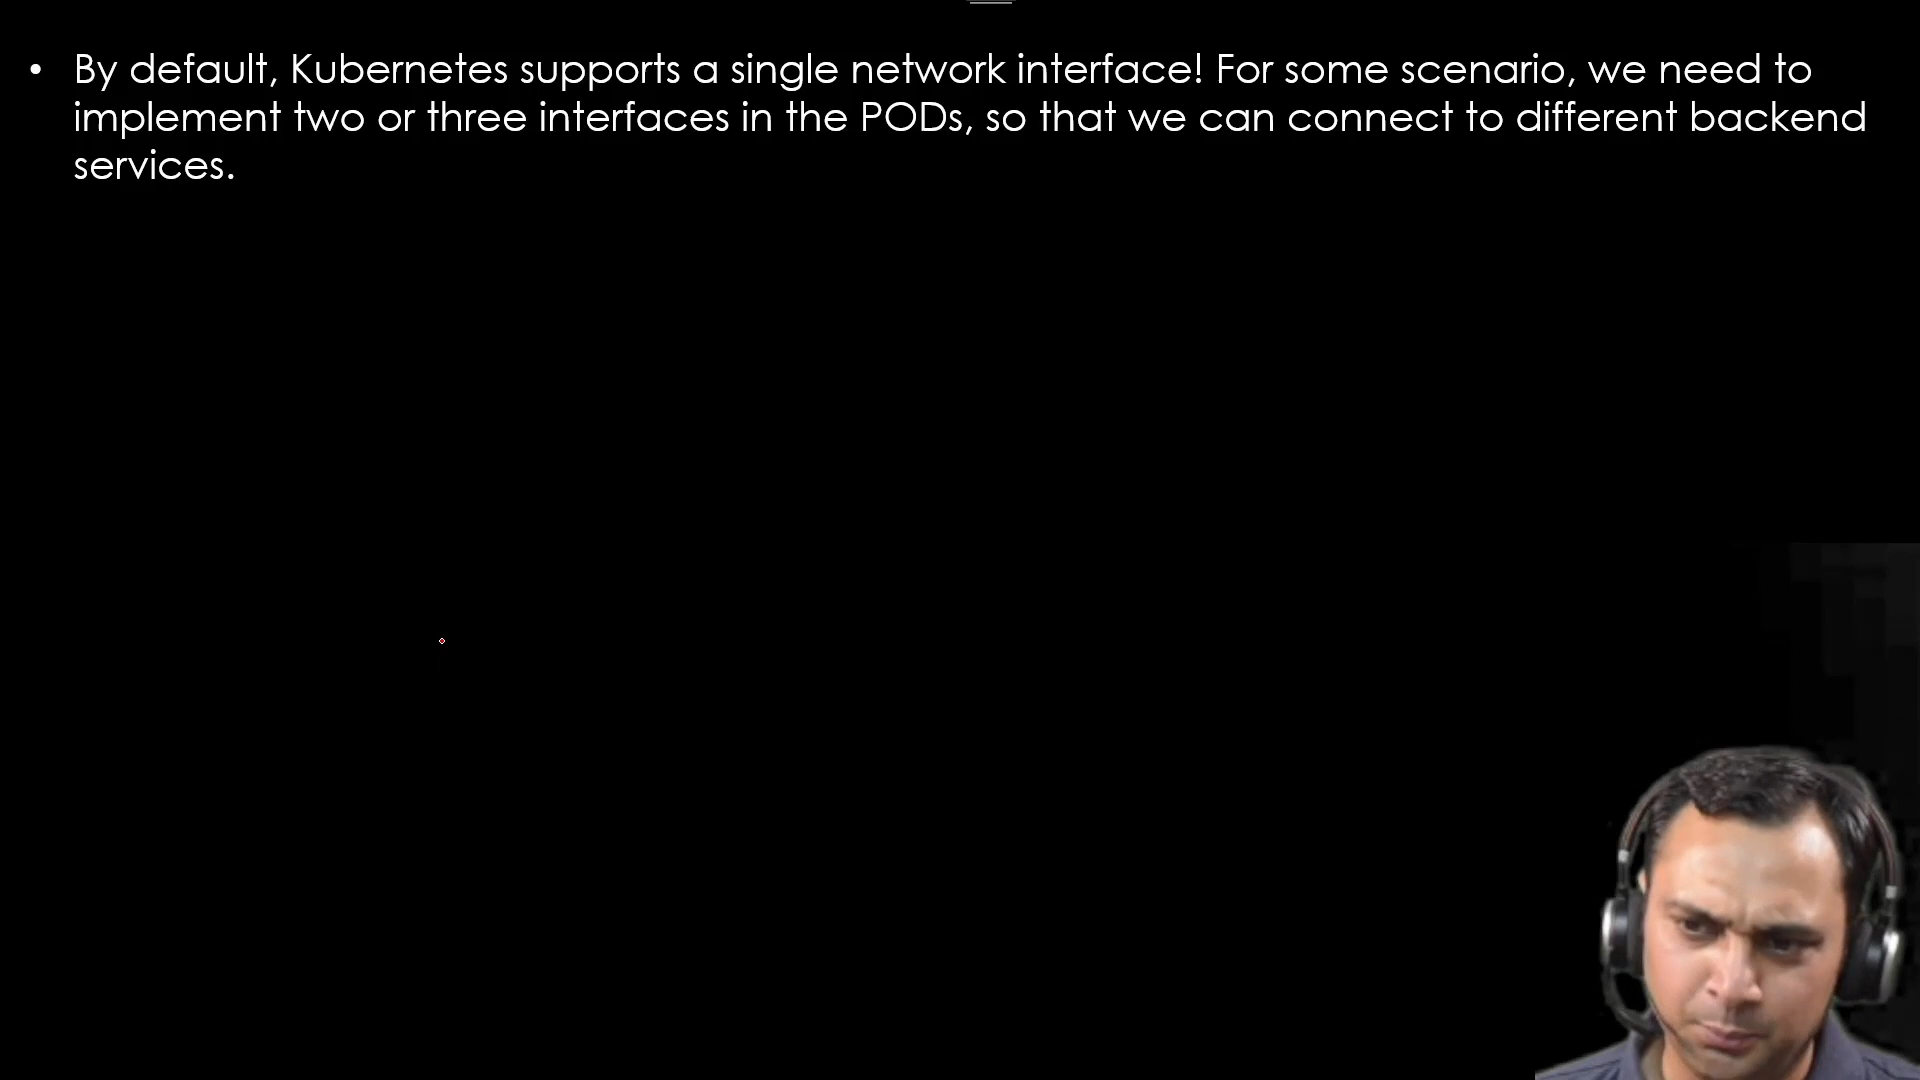 • By default, Kubernetes supports a single network interface! For some scenario, we need to
implement two or three interfaces in the PODs, so that we can connect to different backend
services.